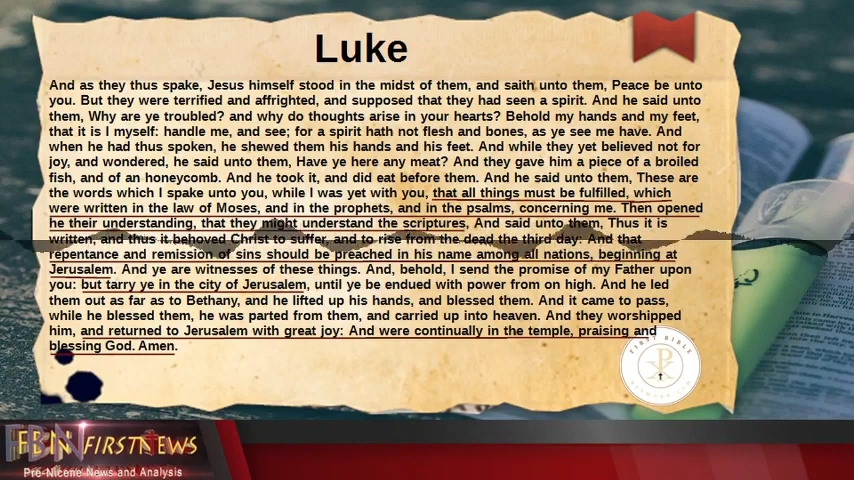 Luke
And as they thus spake, Jesus himself stood in the midst of them, and saith unto them, Peace be unto
you. But they were terrified and affrighted, and supposed that they had seen a spirit. And he said unto
them, Why are ye troubled? and why do thoughts arise in your hearts? Behold my hands and my feet,
that it is I myself: handle me, and see; for a spirit hath not flesh and bones, as ye see me have. And
when he had thus spoken, he shewed them his hands and his feet. And while they yet believed not for
joy, and wondered, he said unto them, Have ye here any meat? And they gave him a piece of a broiled
fish, and of an honeycomb. And he took it, and did eat before them. And he said unto them, These are
the words which I spake unto you, while I was yet with you, that all things must be fulfilled, which
were written in the law of Moses, and in the prophets, and in the psalms, concerning me. Then opened
he their understanding, that they might understand the scriptures, And said unto them, Thus it is
written, and thus it behoved Christ to suffer, and to rise from the dead the third day: And that
repentance and remission of sins should be preached in his name among all nations, beginning at
Jerusalem. And ye are witnesses of these things. And, behold, I send the promise of my Father upon
you: but tarry ye in the city of Jerusalem, until ye be endued with power from on high. And he led
them out as far as to Bethany, and he lifted up his hands, and blessed them. And it came to pass,
while he blessed them, he was parted from them, and carried up into heaven. And they worshipped
him, and returned to Jerusalem with great joy: And were continually in the temple, praising and
blessing God. Amen.
FIRST BIBLE
FBN FIRSTNEWS
Pre-Nicene News and Analysis